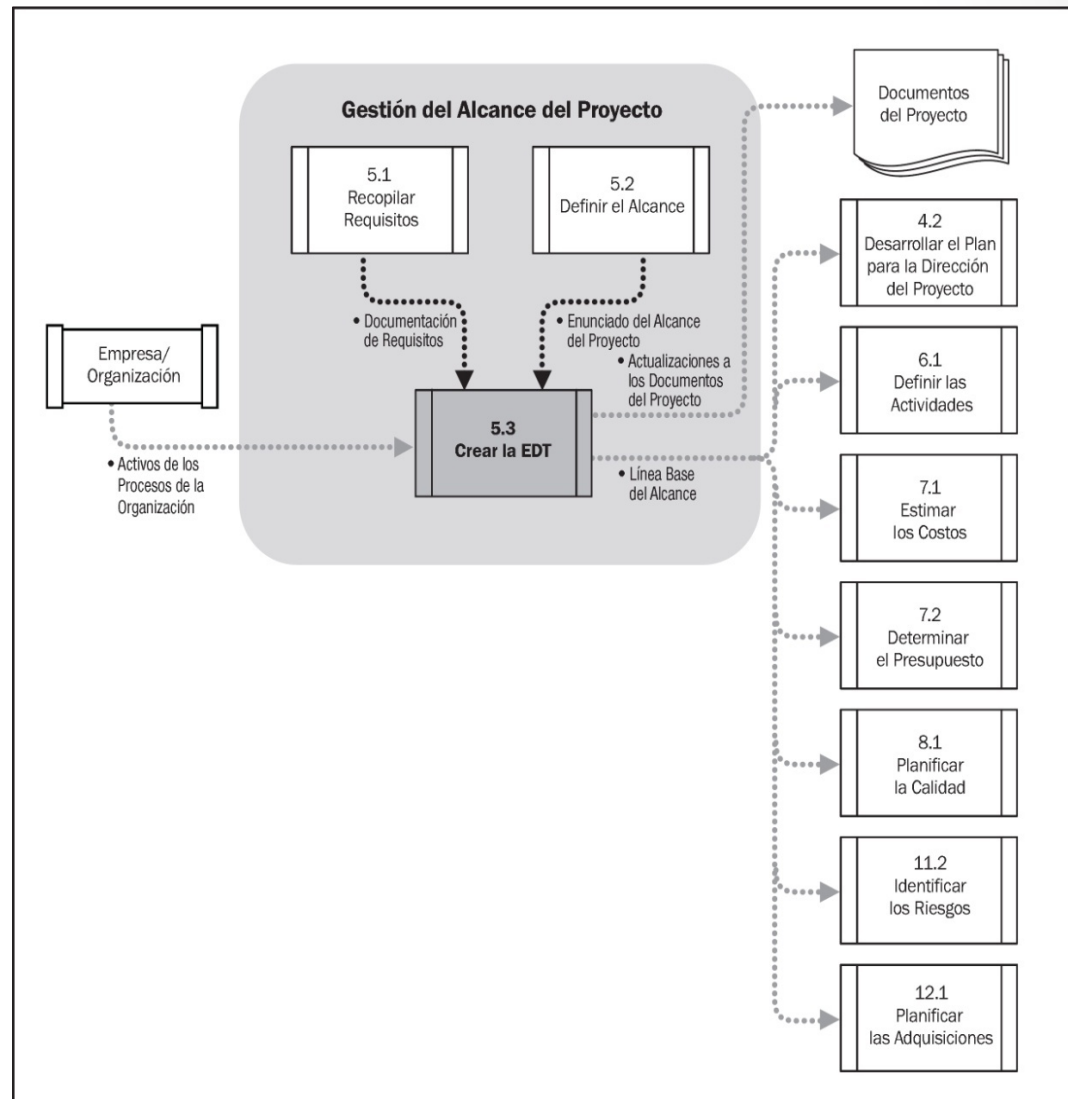 Gestión del Alcance del Proyecto
5.1
Recopilar
Requisitos
5.2
Definir el Alcance
• Documentación
de Requisitos
• Enunciado del Alcance
del Proyecto
• Actualizaciones a
los Documentos
del Proyecto
Empresa/
Organización
• Activos de los
Procesos de la
Organización
5.3
Crear la EDT
• Línea Base
del Alcance
Documentos
del Proyecto
4.2
Desarrollar el Plan
para la Dirección
del Proyecto
6.1
Definir las
Actividades
7.1
Estimar
los Costos
7.2
Determinar
el Presupuesto
8.1
Planificar
la Calidad
11.2
Identificar
los Riesgos
12.1
Planificar
las Adquisiciones